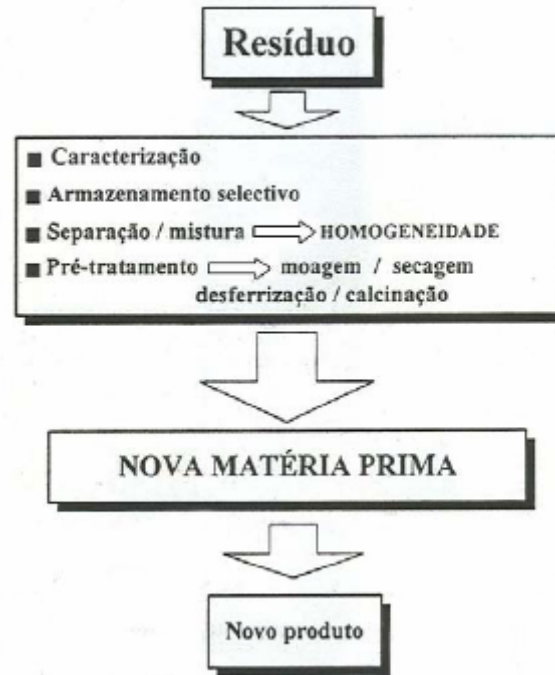 Resíduo
■ Caracterização
■ Armazenamento selectivo
■ Separação / mistura ⇨ HOMOGENEIDADE
■ Pré-tratamento ⇨ moagem / secagem
desferrização / calcinação
NOVA MATÉRIA PRIMA
Novo produto